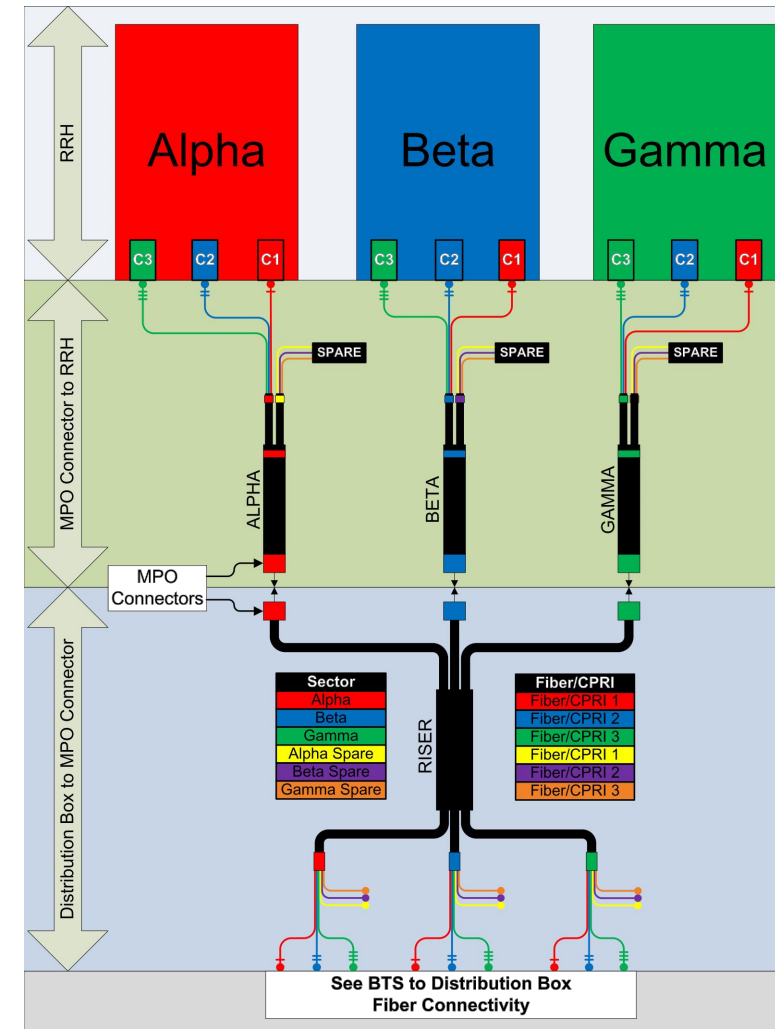 RRH
Alpha
Beta
Gamma
C3
C2
C1
C3
C2
C1
C3
C2
C1
MPO Connector to RRH
SPARE
SPARE
SPARE
ALPHA
BETA
GAMMA
MPO
Connectors
Distribution Box to MPO Connector
Sector
Alpha
Beta
Gamma
Alpha Spare
Beta Spare
Gamma Spare
RISER
Fiber/CPRI
Fiber/CPRI 1
Fiber/CPRI 2
Fiber/CPRI 3
Fiber/CPRI 1
Fiber/CPRI 2
Fiber/CPRI 3
See BTS to Distribution Box
Fiber Connectivity